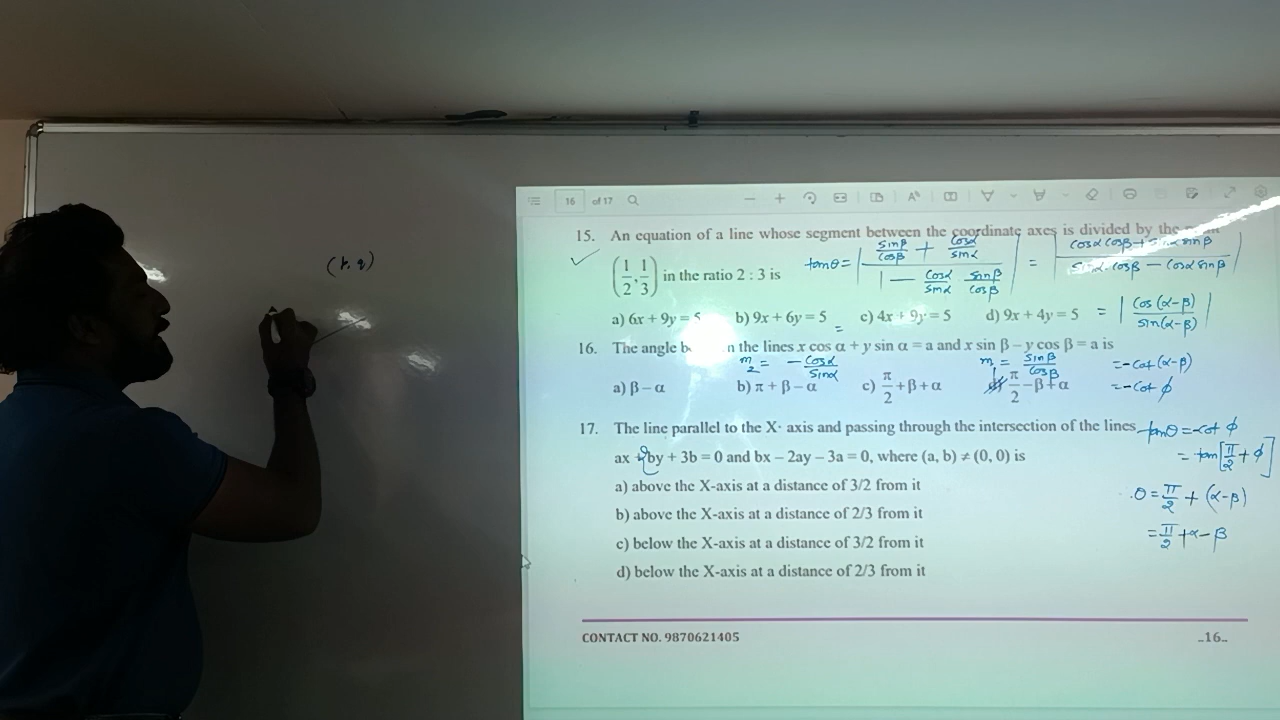 (h, q)
16 of 17
15. An equation of a line whose segment between the coordinate axes is divided by the
(1/2, 1/3) in the ratio 2 : 3 is
tanθ = | (sinβ/cosβ + cosα/sinα) / (1 − cosα/sinα sinβ/cosβ) | = | (cosα cosβ + sinα sinβ) / (sinα cosβ − cosα sinβ) |
a) 6x + 9y = 5 b) 9x + 6y = 5 c) 4x + 9y = 5 d) 9x + 4y = 5
= | cos(α−β) / sin(α−β) |
16. The angle between the lines x cos α + y sin α = a and x sin β − y cos β = a is
m₂ = −cosα/sinα m = sinβ/cosβ
= −cot(α−β)
a) β − α b) π + β − α c) π/2 + β + α d) π/2 − β + α
= −cot ϕ
17. The line parallel to the X- axis and passing through the intersection of the lines
tanθ = −cot ϕ
ax + 2by + 3b = 0 and bx − 2ay − 3a = 0, where (a, b) ≠ (0, 0) is
= tan[π/2 + ϕ]
a) above the X-axis at a distance of 3/2 from it
θ = π/2 + (α−β)
b) above the X-axis at a distance of 2/3 from it
= π/2 + α − β
c) below the X-axis at a distance of 3/2 from it
d) below the X-axis at a distance of 2/3 from it
CONTACT NO. 9870621405
..16..